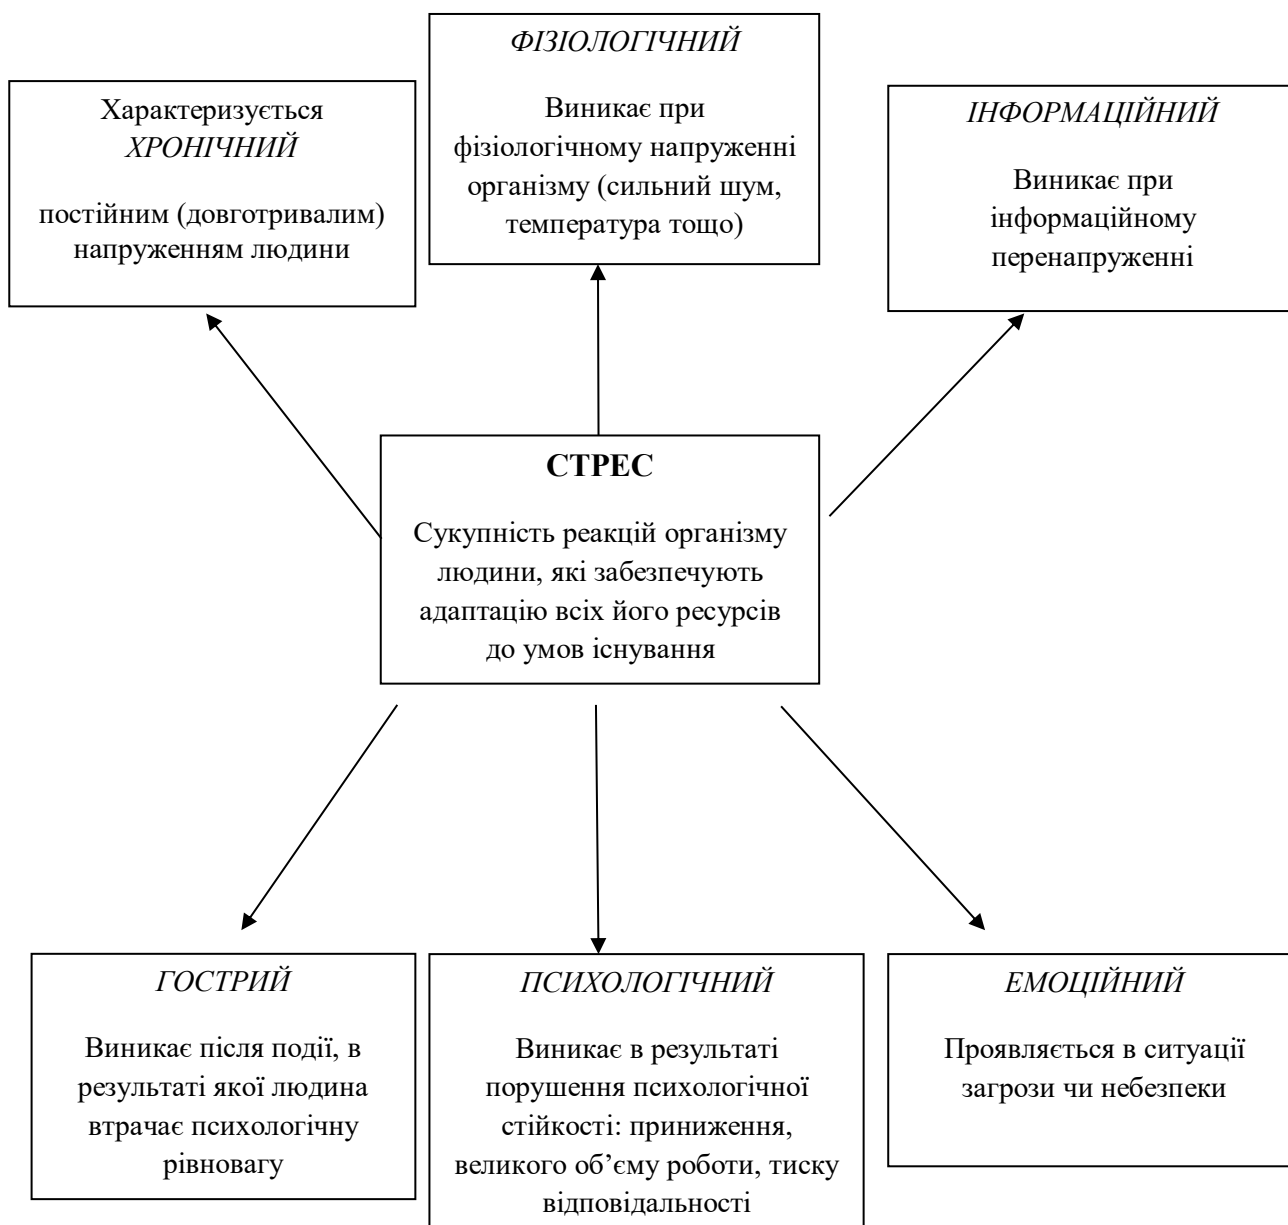 Характеризується
ХРОНІЧНИЙ
постійним (довготривалим)
напруженням людини
ФІЗІОЛОГІЧНИЙ
Виникає при
фізіологічному напруженні
організму (сильний шум,
температура тощо)
ІНФОРМАЦІЙНИЙ
Виникає при
інформаційному
перенапруженні
СТРЕС
Сукупність реакцій організму
людини, які забезпечують
адаптацію всіх його ресурсів
до умов існування
ГОСТРИЙ
Виникає після події, в
результаті якої людина
втрачає психологічну
рівновагу
ПСИХОЛОГІЧНИЙ
Виникає в результаті
порушення психологічної
стійкості: приниження,
великого об’єму роботи, тиску
відповідальності
ЕМОЦІЙНИЙ
Проявляється в ситуації
загрози чи небезпеки